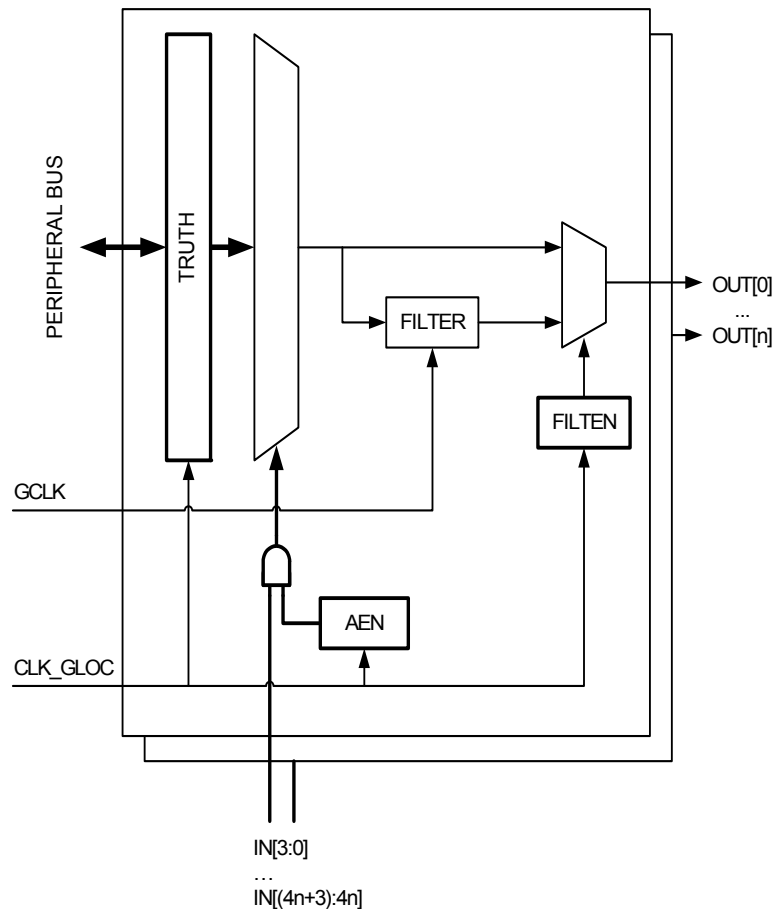 PERIPHERAL BUS
TRUTH
FILTER
OUT[0]
...
OUT[n]
FILTEN
GCLK
AEN
CLK_GLOC
IN[3:0]
...
IN[(4n+3):4n]